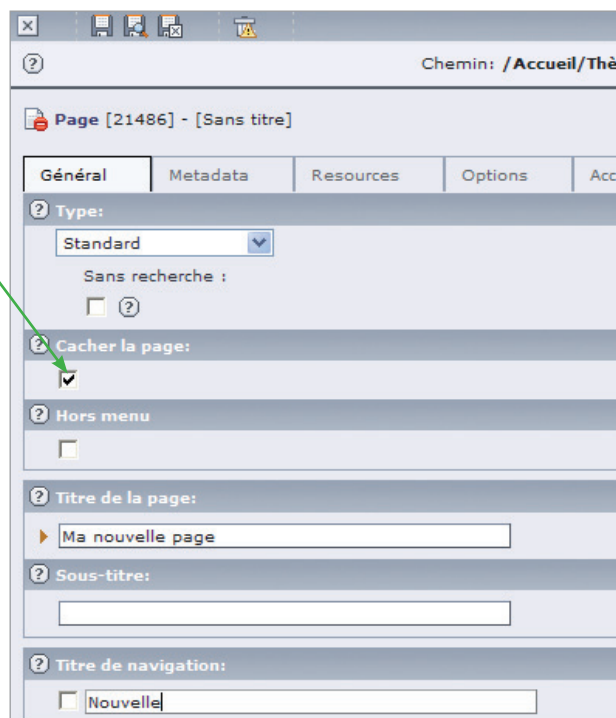 Chemin: /Accueil/Thè
Page [21486] - [Sans titre]
Général Metadata Resources Options Acc
Type:
Standard
Sans recherche :
Cacher la page:
Hors menu
Titre de la page:
Ma nouvelle page
Sous-titre:
Titre de navigation:
Nouvelle